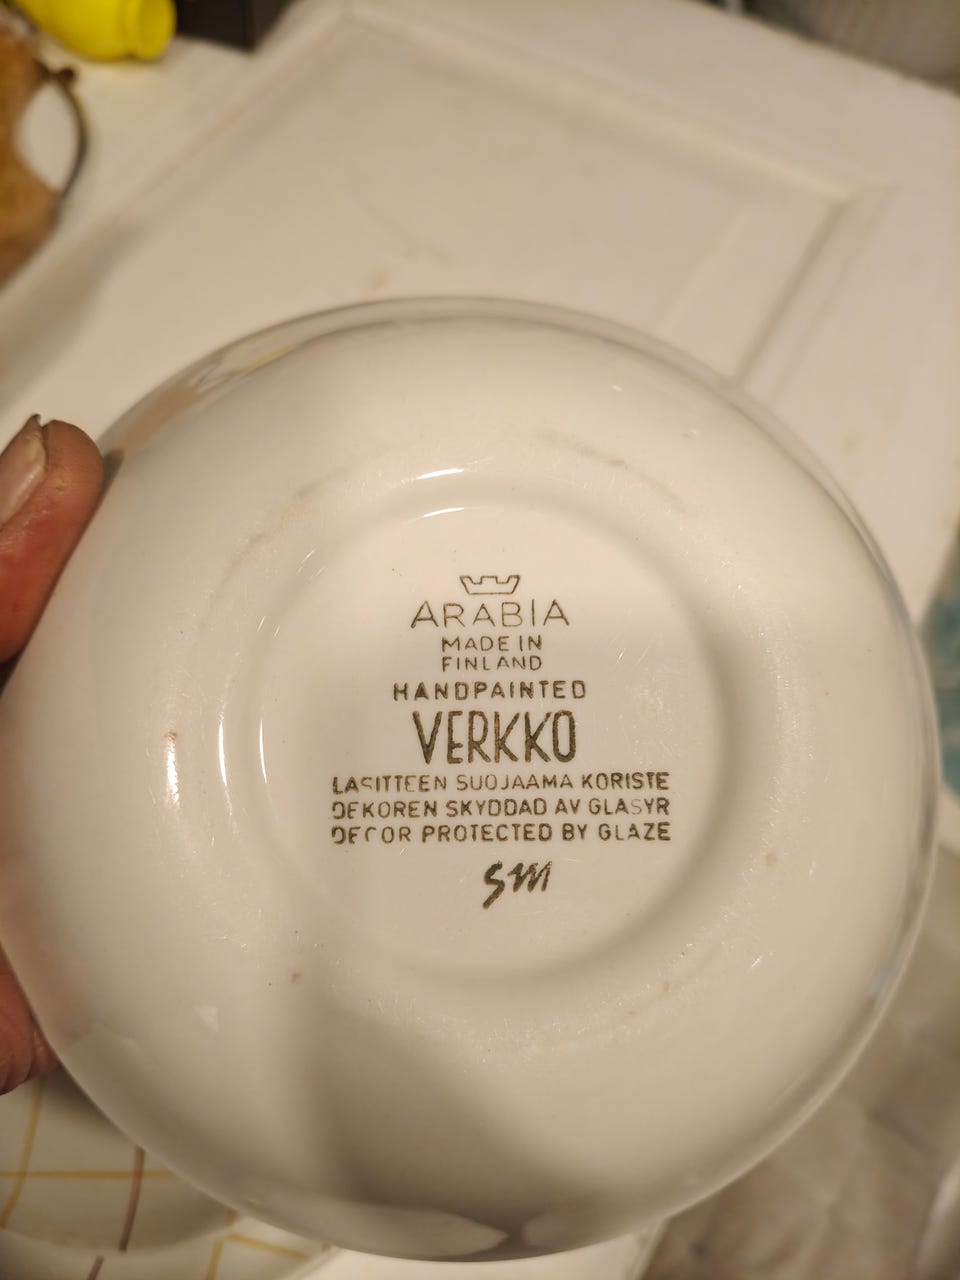 ARABIA
MADE IN
FINLAND
HANDPAINTED
VERKKO
LASITTEEN SUOJAAMA KORISTE
DEKOREN SKYDDAD AV GLASYR
DECOR PROTECTED BY GLAZE
SM